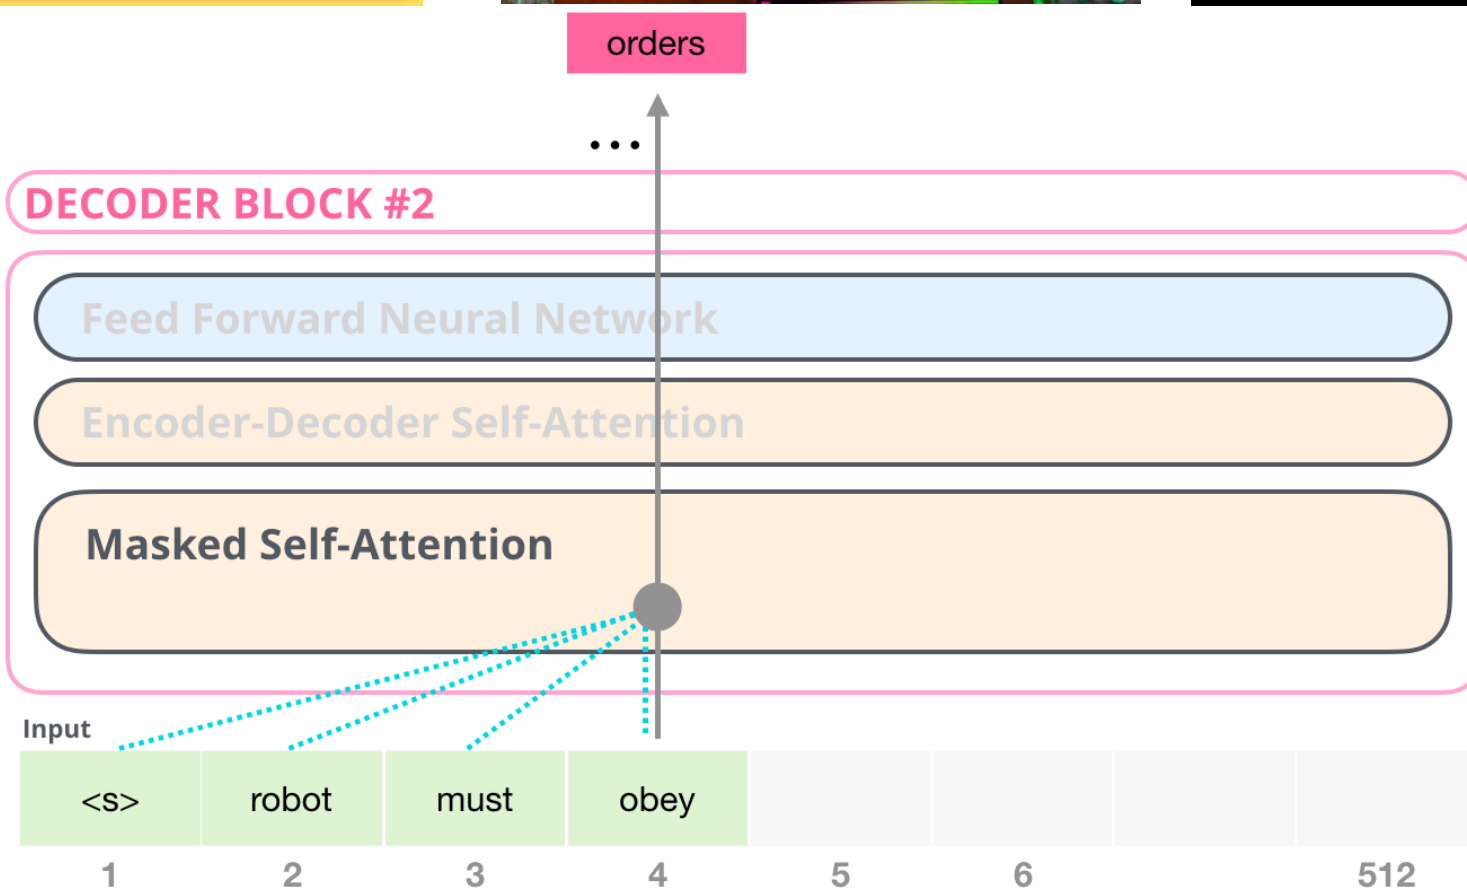 orders
...
DECODER BLOCK #2
Feed Forward Neural Network
Encoder-Decoder Self-Attention
Masked Self-Attention
Input
<s> robot must obey
1 2 3 4 5 6 512